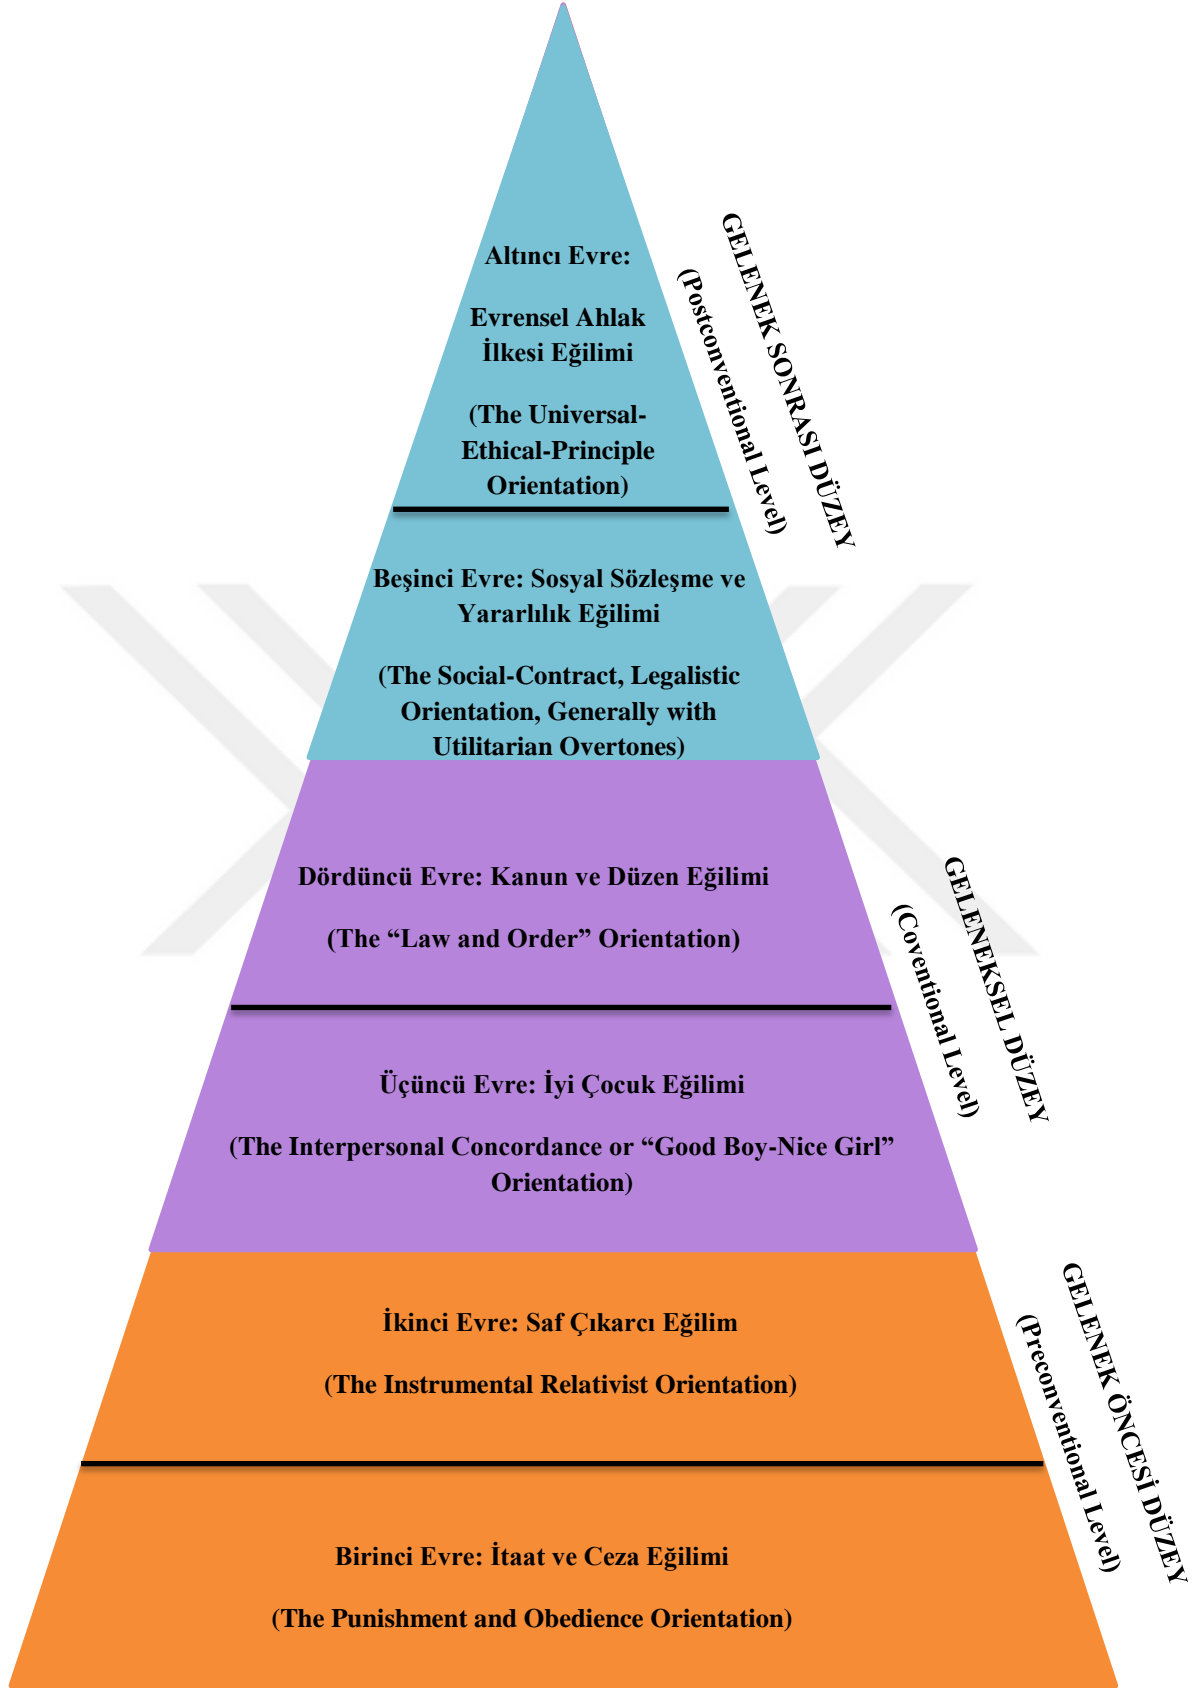 Altıncı Evre:
Evrensel Ahlak
İlkesi Eğilimi
(The Universal-
Ethical-Principle
Orientation)
GELENEK SONRASI DÜZEY
(Postconventional Level)
Beşinci Evre: Sosyal Sözleşme ve
Yararlılık Eğilimi
(The Social-Contract, Legalistic
Orientation, Generally with
Utilitarian Overtones)
Dördüncü Evre: Kanun ve Düzen Eğilimi
(The “Law and Order” Orientation)
GELENEKSEL DÜZEY
(Coventional Level)
Üçüncü Evre: İyi Çocuk Eğilimi
(The Interpersonal Concordance or “Good Boy-Nice Girl”
Orientation)
İkinci Evre: Saf Çıkarcı Eğilim
(The Instrumental Relativist Orientation)
GELENEK ÖNCESİ DÜZEY
(Preconventional Level)
Birinci Evre: İtaat ve Ceza Eğilimi
(The Punishment and Obedience Orientation)